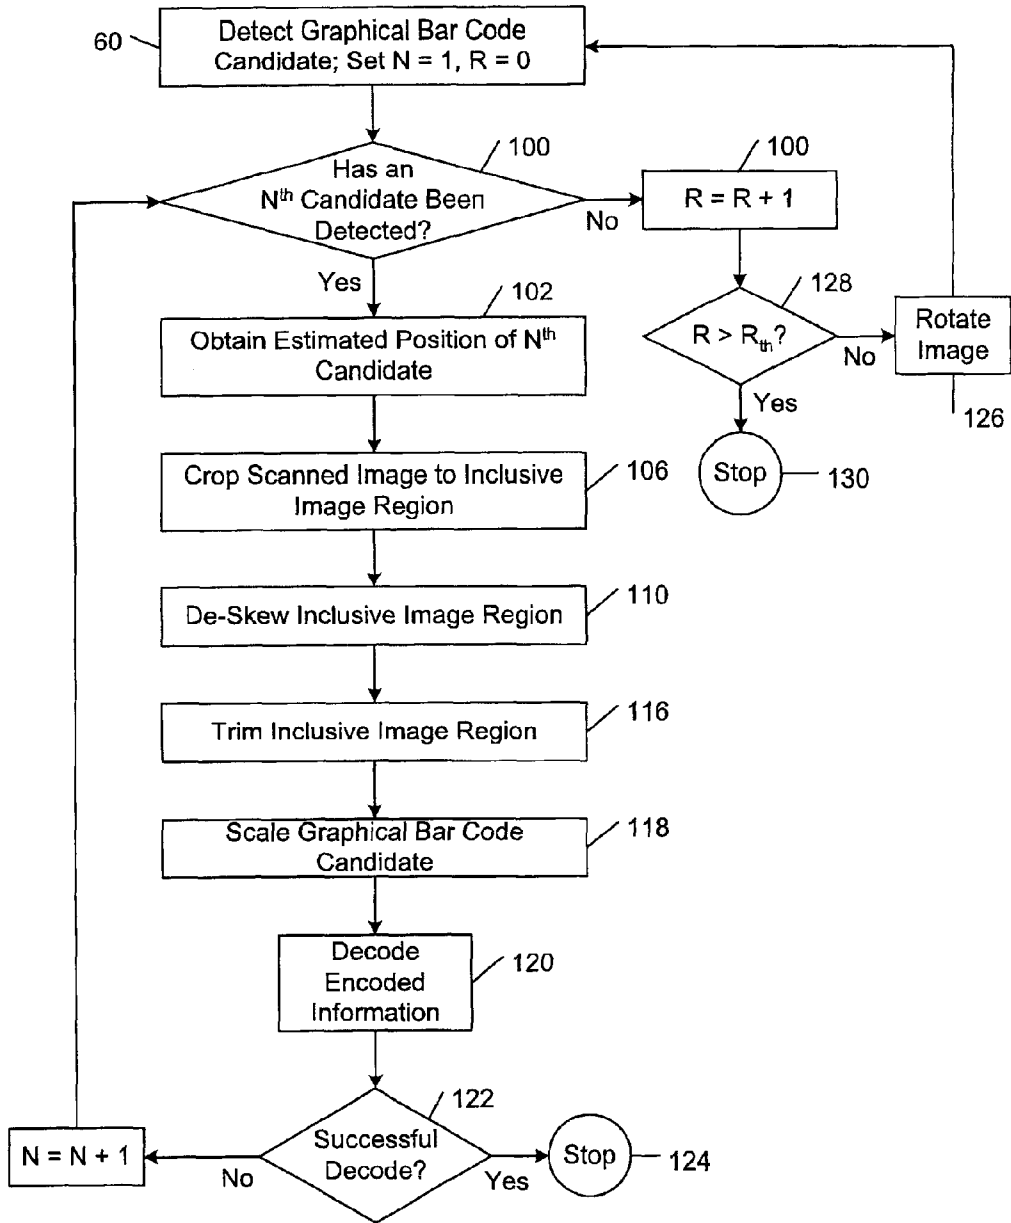 Detect Graphical Bar Code
Candidate; Set N = 1, R = 0
60
Has an
Nth Candidate Been
Detected?
100
No
Yes
R = R + 1
100
R > Rth?
128
No
Yes
Rotate
Image
126
Stop
130
Obtain Estimated Position of Nth
Candidate
102
Crop Scanned Image to Inclusive
Image Region
106
De-Skew Inclusive Image Region
110
Trim Inclusive Image Region
116
Scale Graphical Bar Code
Candidate
118
Decode
Encoded
Information
120
Successful
Decode?
122
No
Yes
N = N + 1
Stop
124